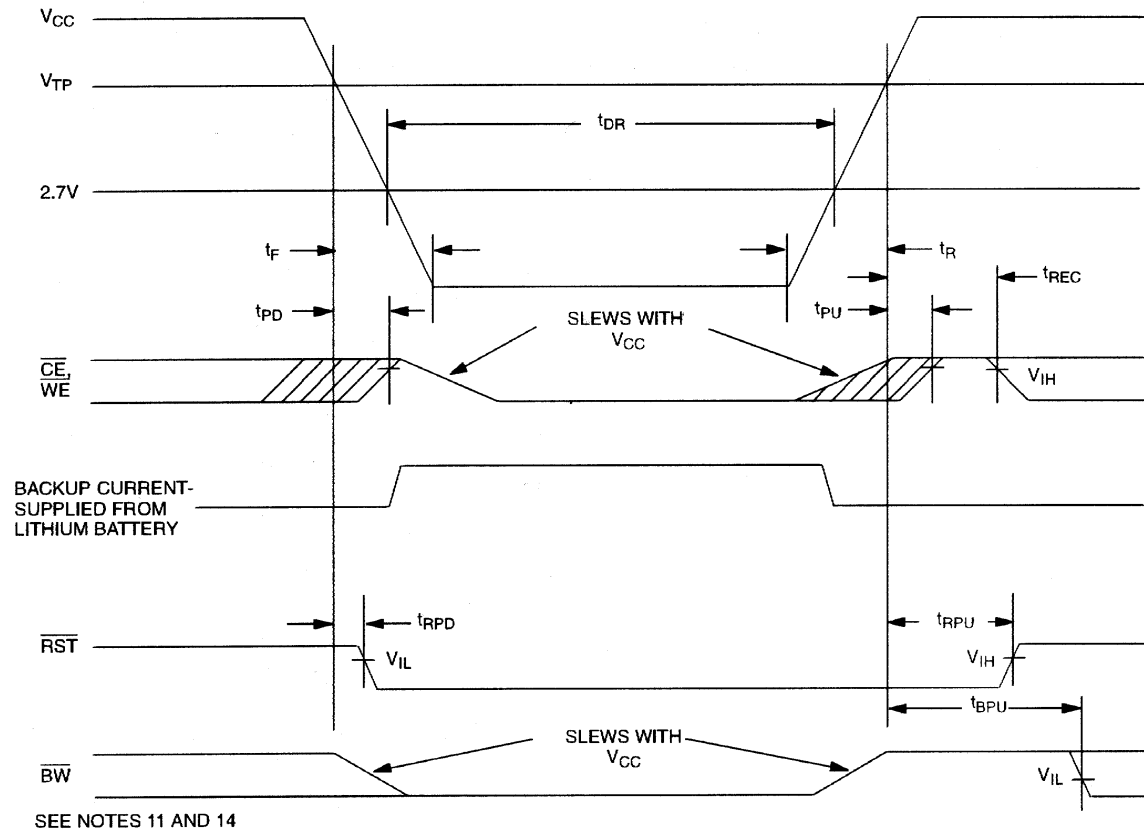 VCC
VTP
tDR
2.7V
tF
tR
tREC
tPD
tPU
SLEWS WITH
VCC
CE,
WE
VIH
BACKUP CURRENT-
SUPPLIED FROM
LITHIUM BATTERY
tRPD
tRPU
RST
VIL
VIH
tBPU
SLEWS WITH
VCC
BW
VIL
SEE NOTES 11 AND 14